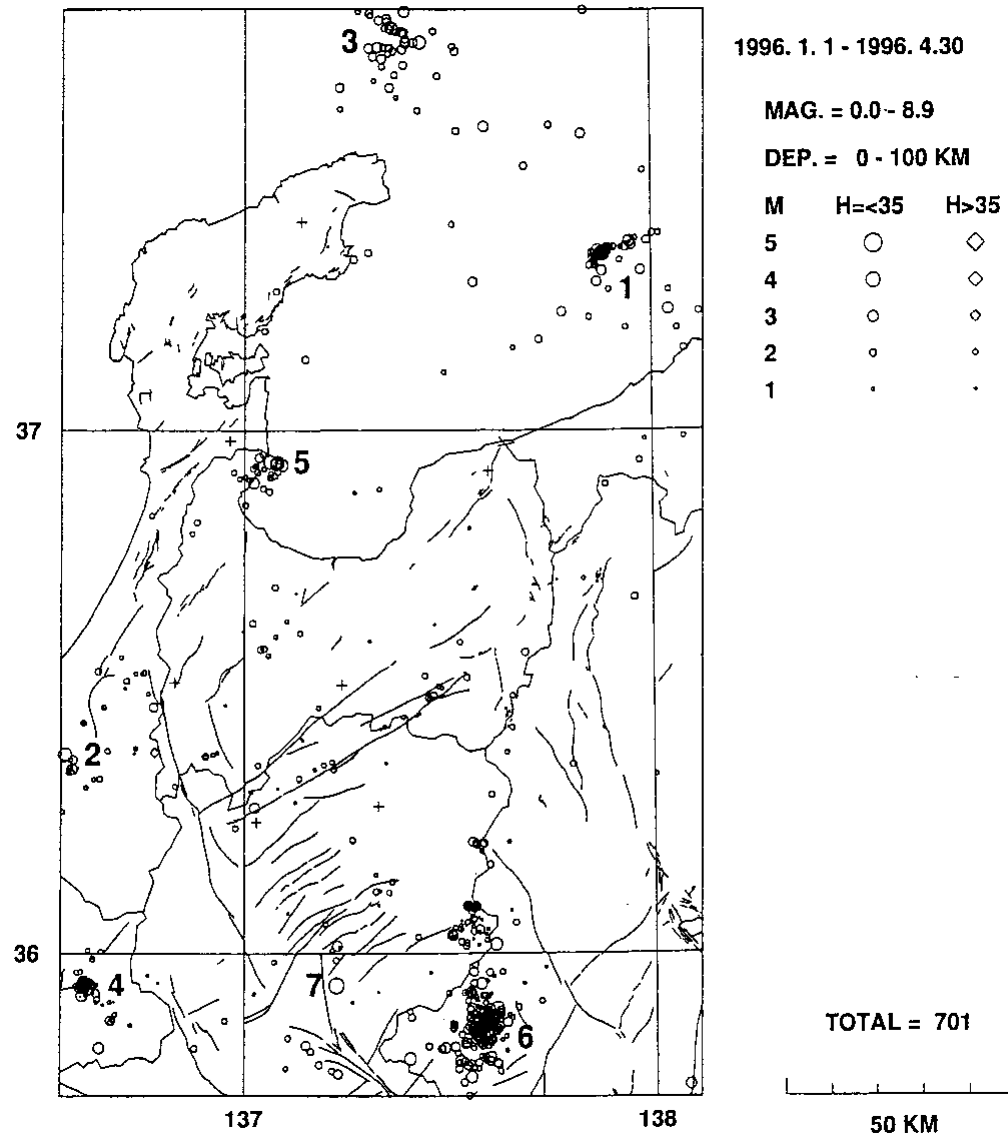 1996. 1. 1 - 1996. 4.30
MAG. = 0.0 - 8.9
DEP. = 0 - 100 KM
M H=<35 H>35
5
4
3
2
1
3
1
37
5
2
36
4
7
6
TOTAL = 701
137 138
50 KM